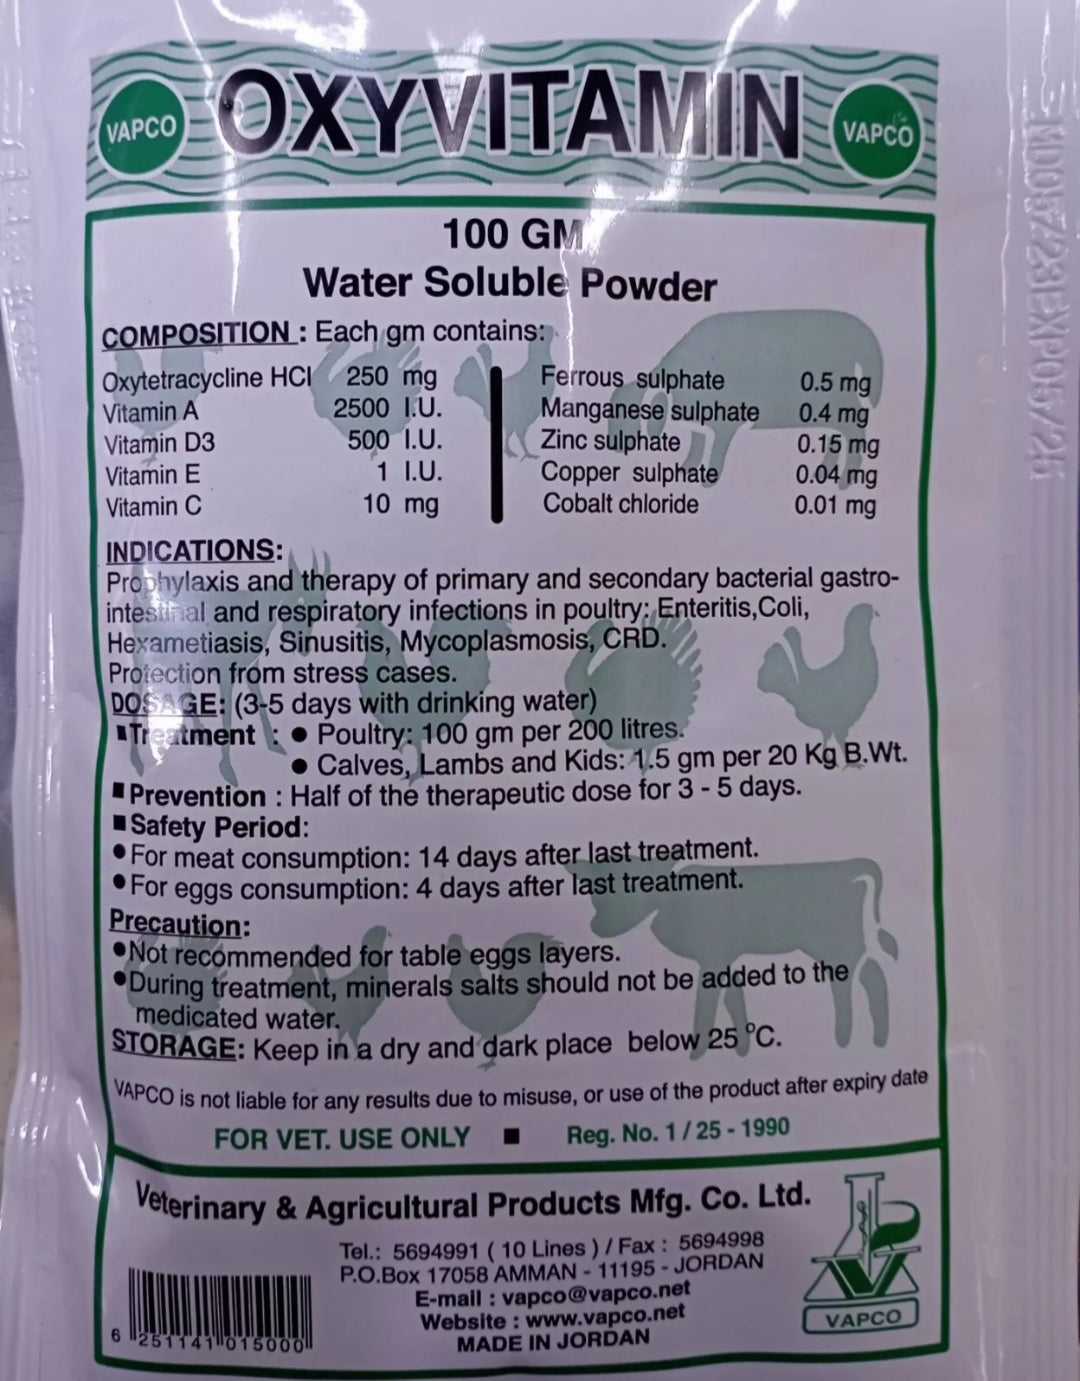 VAPCO OXYVITAMIN VAPCO
100 GM
Water Soluble Powder
COMPOSITION : Each gm contains:
Oxytetracycline HCl 250 mg
Vitamin A 2500 I.U.
Vitamin D3 500 I.U.
Vitamin E 1 I.U.
Vitamin C 10 mg
Ferrous sulphate 0.5 mg
Manganese sulphate 0.4 mg
Zinc sulphate 0.15 mg
Copper sulphate 0.04 mg
Cobalt chloride 0.01 mg
INDICATIONS:
Prophylaxis and therapy of primary and secondary bacterial gastro-
intestinal and respiratory infections in poultry: Enteritis,Coli,
Hexametiasis, Sinusitis, Mycoplasmosis, CRD.
Protection from stress cases.
DOSAGE: (3-5 days with drinking water)
■Treatment : ● Poultry: 100 gm per 200 litres.
● Calves, Lambs and Kids: 1.5 gm per 20 Kg B.Wt.
■Prevention : Half of the therapeutic dose for 3 - 5 days.
■Safety Period:
●For meat consumption: 14 days after last treatment.
●For eggs consumption: 4 days after last treatment.
Precaution:
●Not recommended for table eggs layers.
●During treatment, minerals salts should not be added to the
medicated water.
STORAGE: Keep in a dry and dark place below 25 ºC.
VAPCO is not liable for any results due to misuse, or use of the product after expiry date
FOR VET. USE ONLY ■ Reg. No. 1 / 25 - 1990
Veterinary & Agricultural Products Mfg. Co. Ltd.
Tel.: 5694991 ( 10 Lines ) / Fax : 5694998
P.O.Box 17058 AMMAN - 11195 - JORDAN
E-mail : vapco@vapco.net
Website : www.vapco.net
MADE IN JORDAN
6 251141 015000
VAPCO